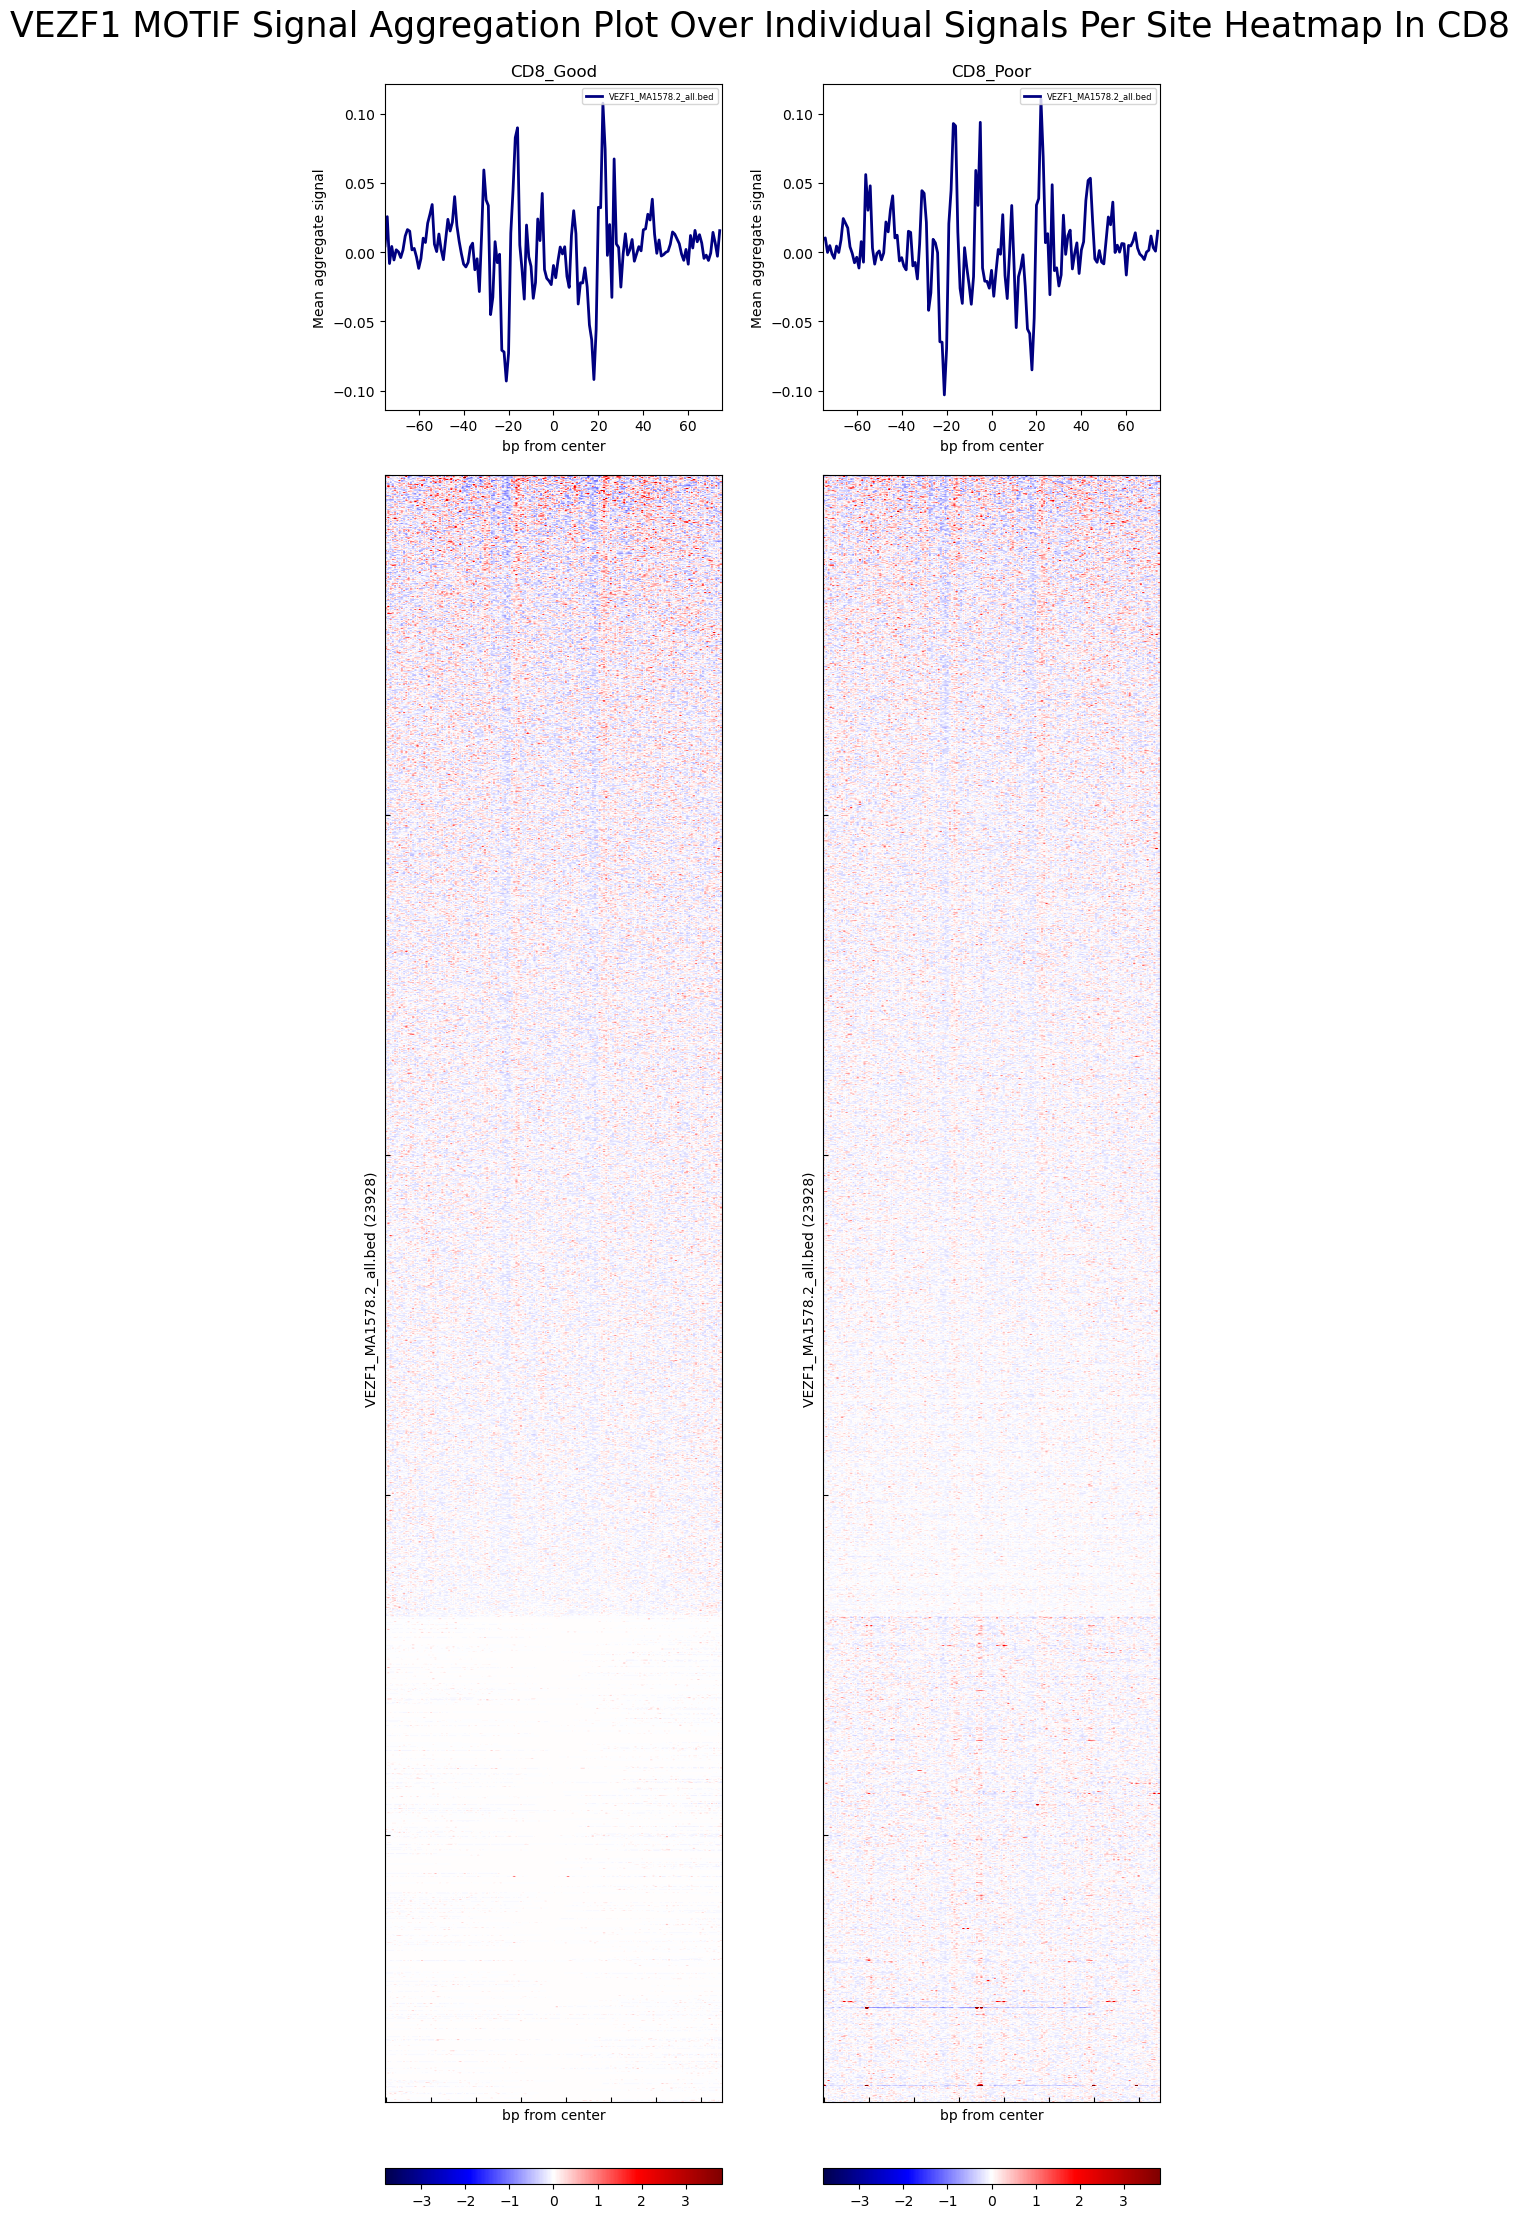 VEZF1 MOTIF Signal Aggregation Plot Over Individual Signals Per Site Heatmap In CD8
CD8_Good
VEZF1_MA1578.2_all.bed
Mean aggregate signal
0.10
0.05
0.00
−0.05
−0.10
−60 −40 −20 0 20 40 60
bp from center
CD8_Poor
VEZF1_MA1578.2_all.bed
Mean aggregate signal
0.10
0.05
0.00
−0.05
−0.10
−60 −40 −20 0 20 40 60
bp from center
VEZF1_MA1578.2_all.bed (23928)
bp from center
−3 −2 −1 0 1 2 3
VEZF1_MA1578.2_all.bed (23928)
bp from center
−3 −2 −1 0 1 2 3